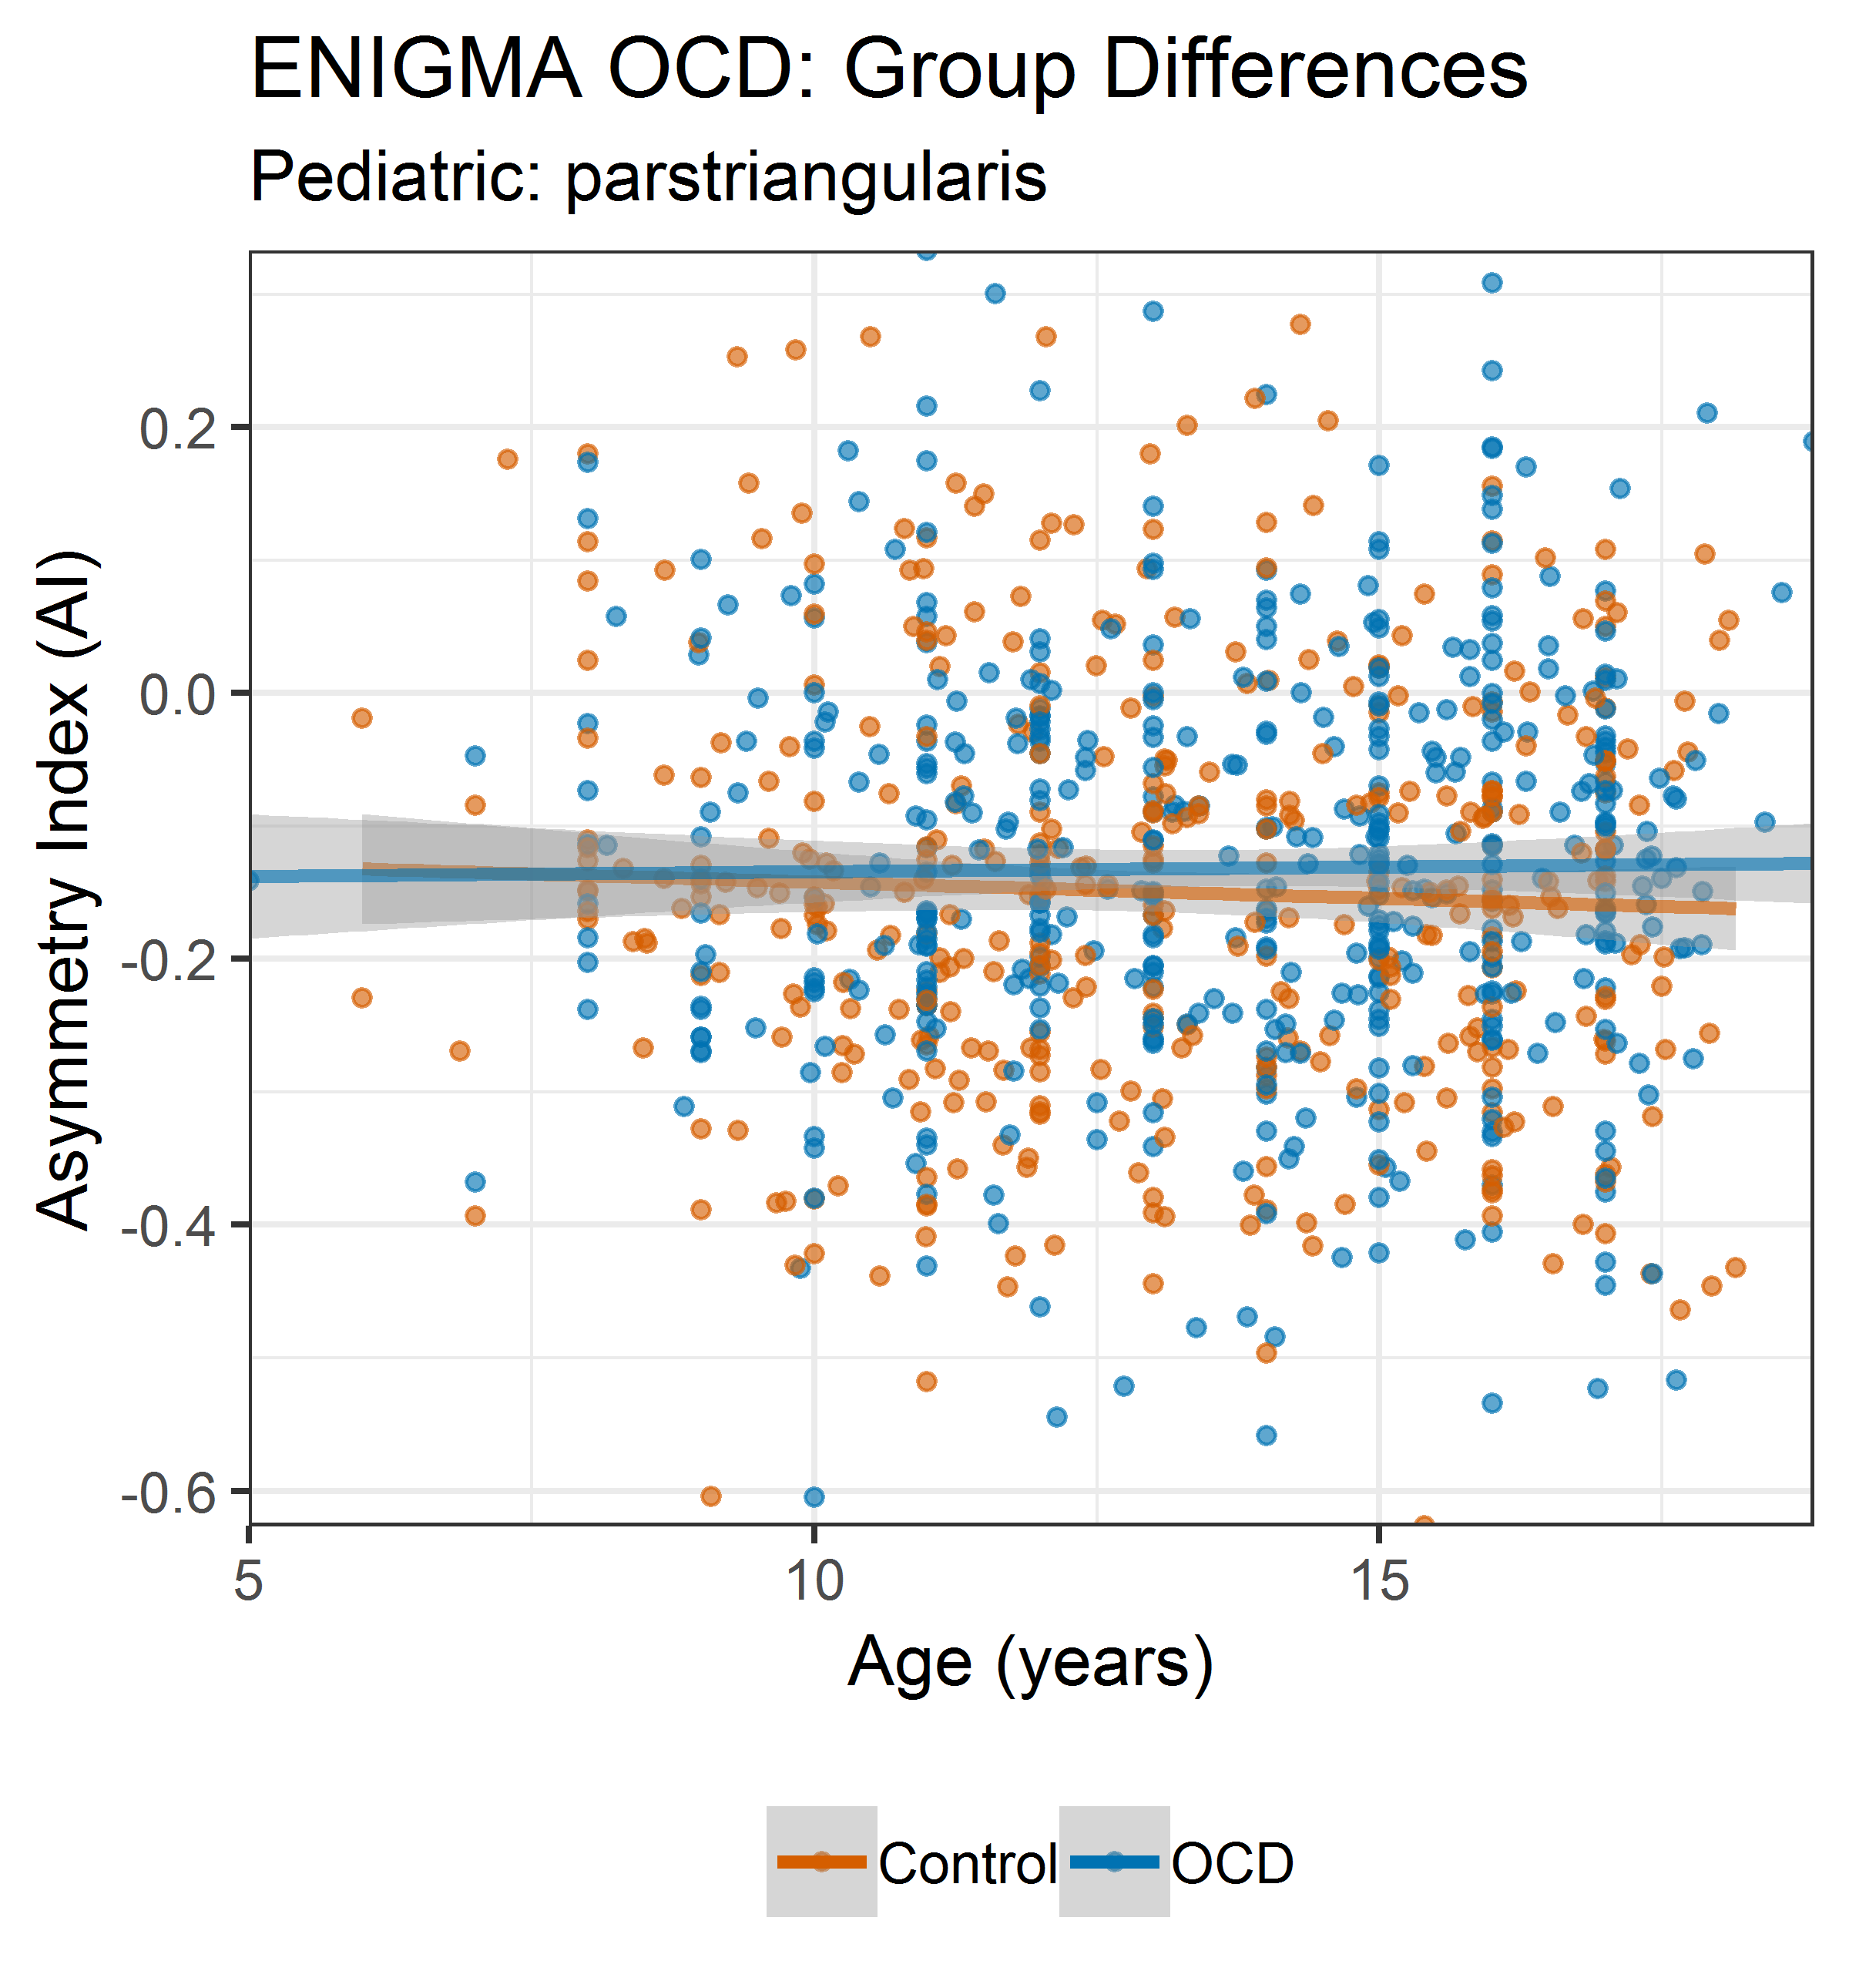 ENIGMA OCD: Group Differences
Pediatric: parstriangularis
Asymmetry Index (AI)
0.2
0.0
-0.2
-0.4
-0.6
5 10 15
Age (years)
Control OCD